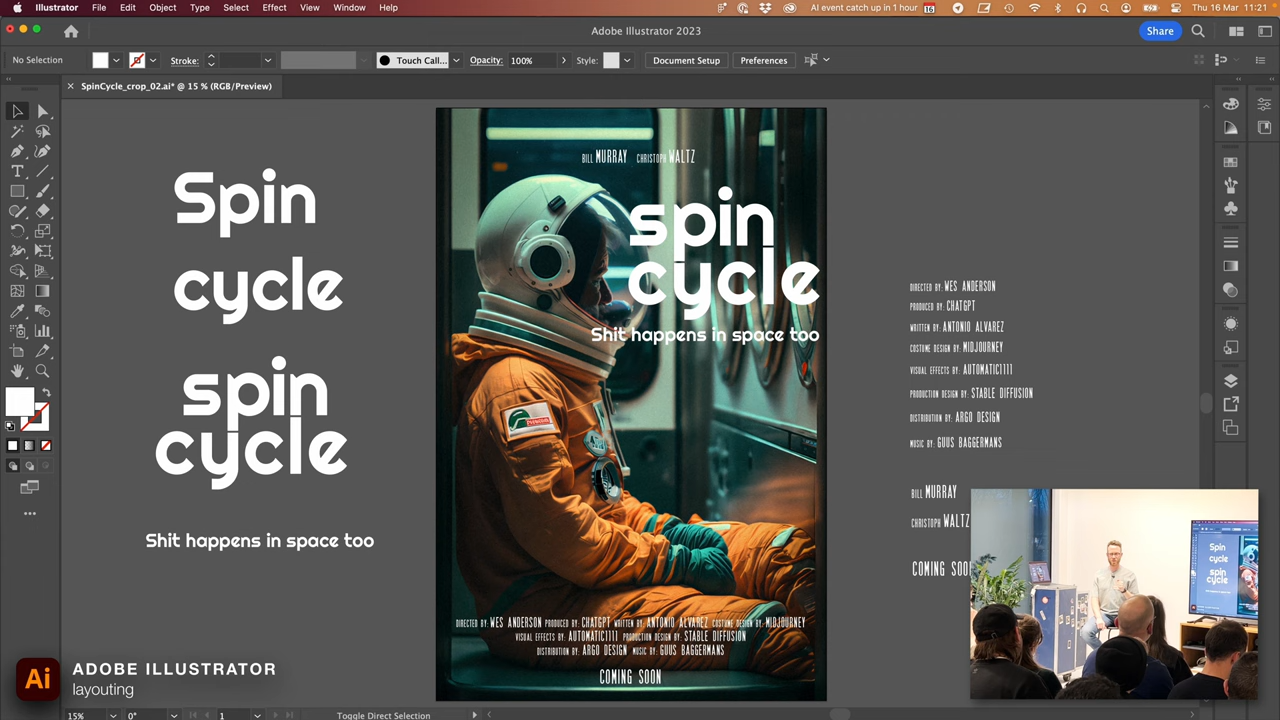 Illustrator File Edit Object Type Select Effect View Window Help
AI event catch up in 1 hour 16 Thu 16 Mar 11:21
Adobe Illustrator 2023
Share
No Selection Stroke: Touch Call... Opacity: 100% Style: Document Setup Preferences
SpinCycle_crop_02.ai* @ 15 % (RGB/Preview)
Spin
cycle
spin
cycle
Shit happens in space too
BILL MURRAY CHRISTOPH WALTZ
spin
cycle
Shit happens in space too
DIRECTED BY: WES ANDERSON PRODUCED BY: CHATGPT WRITTEN BY: ANTONIO ALVAREZ COSTUME DESIGN BY: MIDJOURNEY
VISUAL EFFECTS BY: AUTOMATIC1111 PRODUCTION DESIGN BY: STABLE DIFFUSION
DISTRIBUTION BY: ARGO DESIGN MUSIC BY: GUUS BAGGERMANS
COMING SOON
DIRECTED BY: WES ANDERSON
PRODUCED BY: CHATGPT
WRITTEN BY: ANTONIO ALVAREZ
COSTUME DESIGN BY: MIDJOURNEY
VISUAL EFFECTS BY: AUTOMATIC1111
PRODUCTION DESIGN BY: STABLE DIFFUSION
DISTRIBUTION BY: ARGO DESIGN
MUSIC BY: GUUS BAGGERMANS
BILL MURRAY
CHRISTOPH WALTZ
COMING SOON
Spin
cycle
spin
cycle
Ai
ADOBE ILLUSTRATOR
layouting
15% 0° 1 Toggle Direct Selection